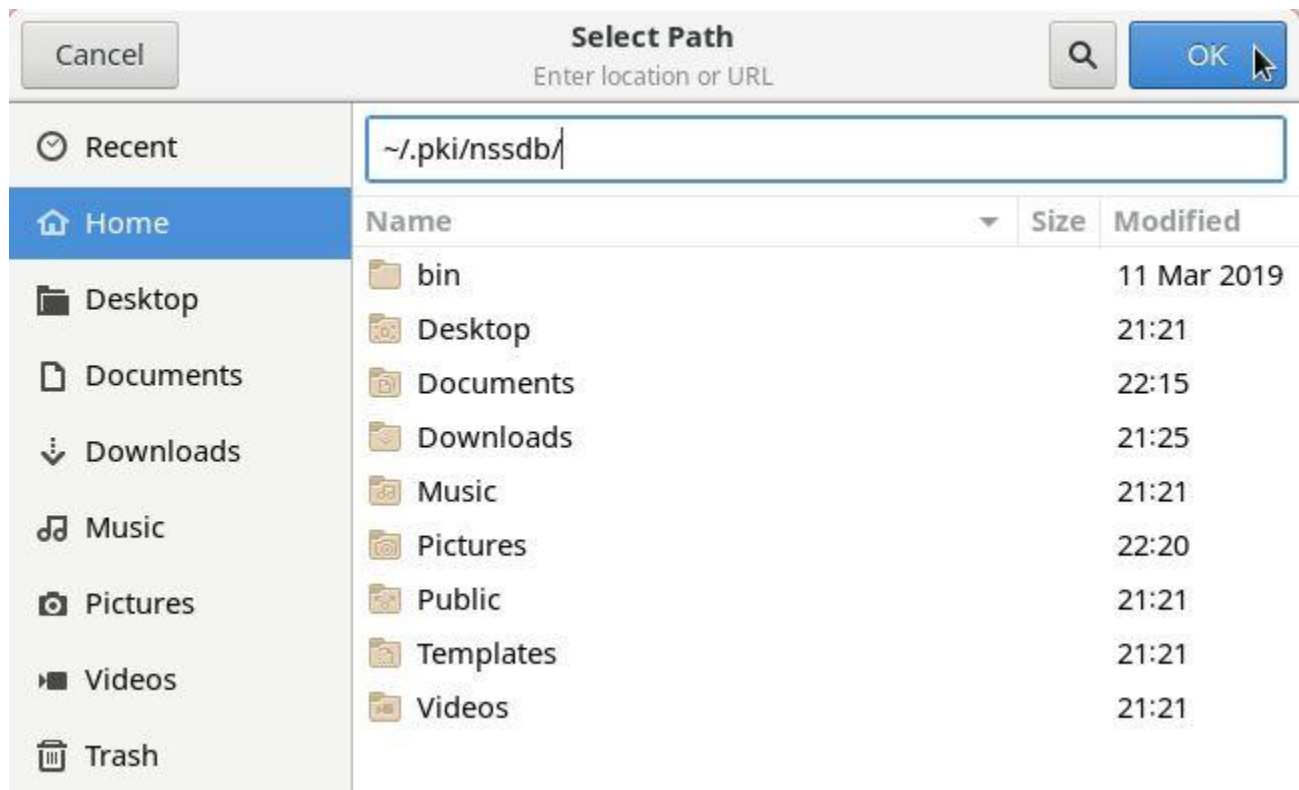 Cancel
Select Path
Enter location or URL
OK
Recent
Home
Desktop
Documents
Downloads
Music
Pictures
Videos
Trash
~/.pki/nssdb/
Name Size Modified
bin 11 Mar 2019
Desktop 21:21
Documents 22:15
Downloads 21:25
Music 21:21
Pictures 22:20
Public 21:21
Templates 21:21
Videos 21:21